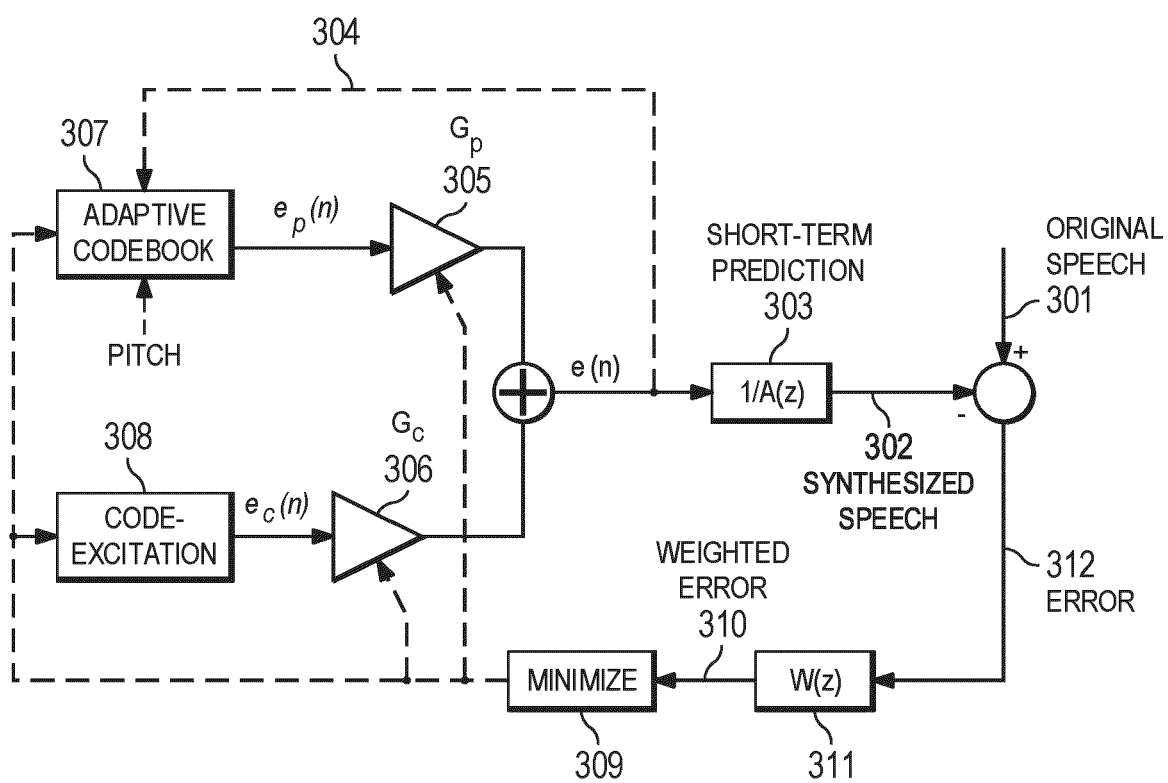 304
307
ADAPTIVE
CODEBOOK
e_p(n)
G_p
305
PITCH
SHORT-TERM
PREDICTION
303
1/A(z)
ORIGINAL
SPEECH
301
+
-
e(n)
302
SYNTHESIZED
SPEECH
308
CODE-
EXCITATION
e_c(n)
G_c
306
WEIGHTED
ERROR
310
312
ERROR
MINIMIZE
309
W(z)
311